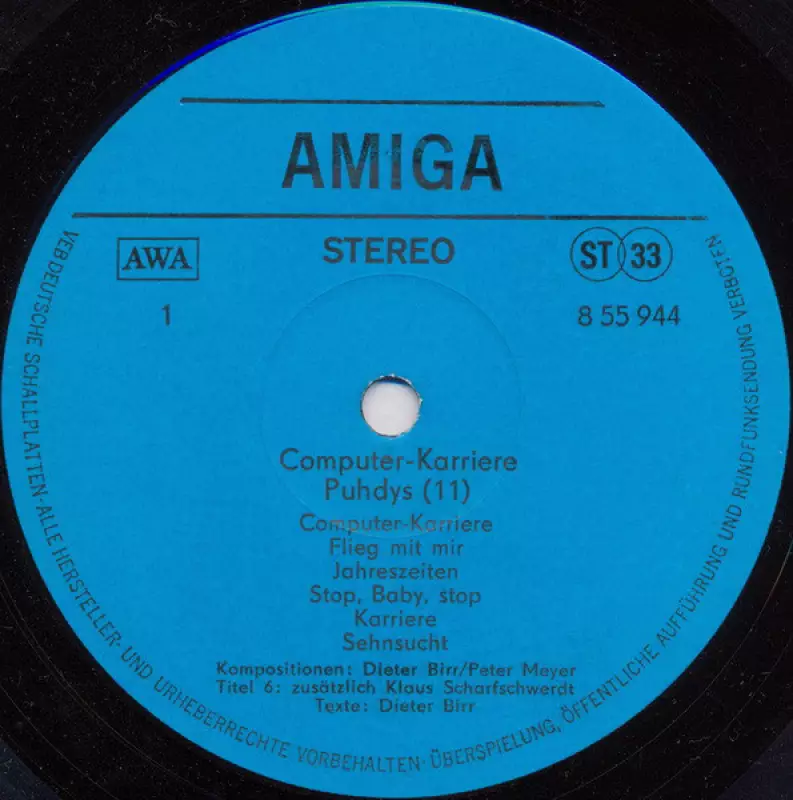 AMIGA
AWA
STEREO
ST 33
1
8 55 944
Computer-Karriere
Puhdys (11)
Computer-Karriere
Flieg mit mir
Jahreszeiten
Stop, Baby, stop
Karriere
Sehnsucht
Kompositionen: Dieter Birr/Peter Meyer
Titel 6: zusätzlich Klaus Scharfschwerdt
Texte: Dieter Birr
VEB DEUTSCHE SCHALLPLATTEN·ALLE HERSTELLER- UND URHEBERRECHTE VORBEHALTEN·ÜBERSPIELUNG, ÖFFENTLICHE AUFFÜHRUNG UND RUNDFUNKSENDUNG VERBOTEN